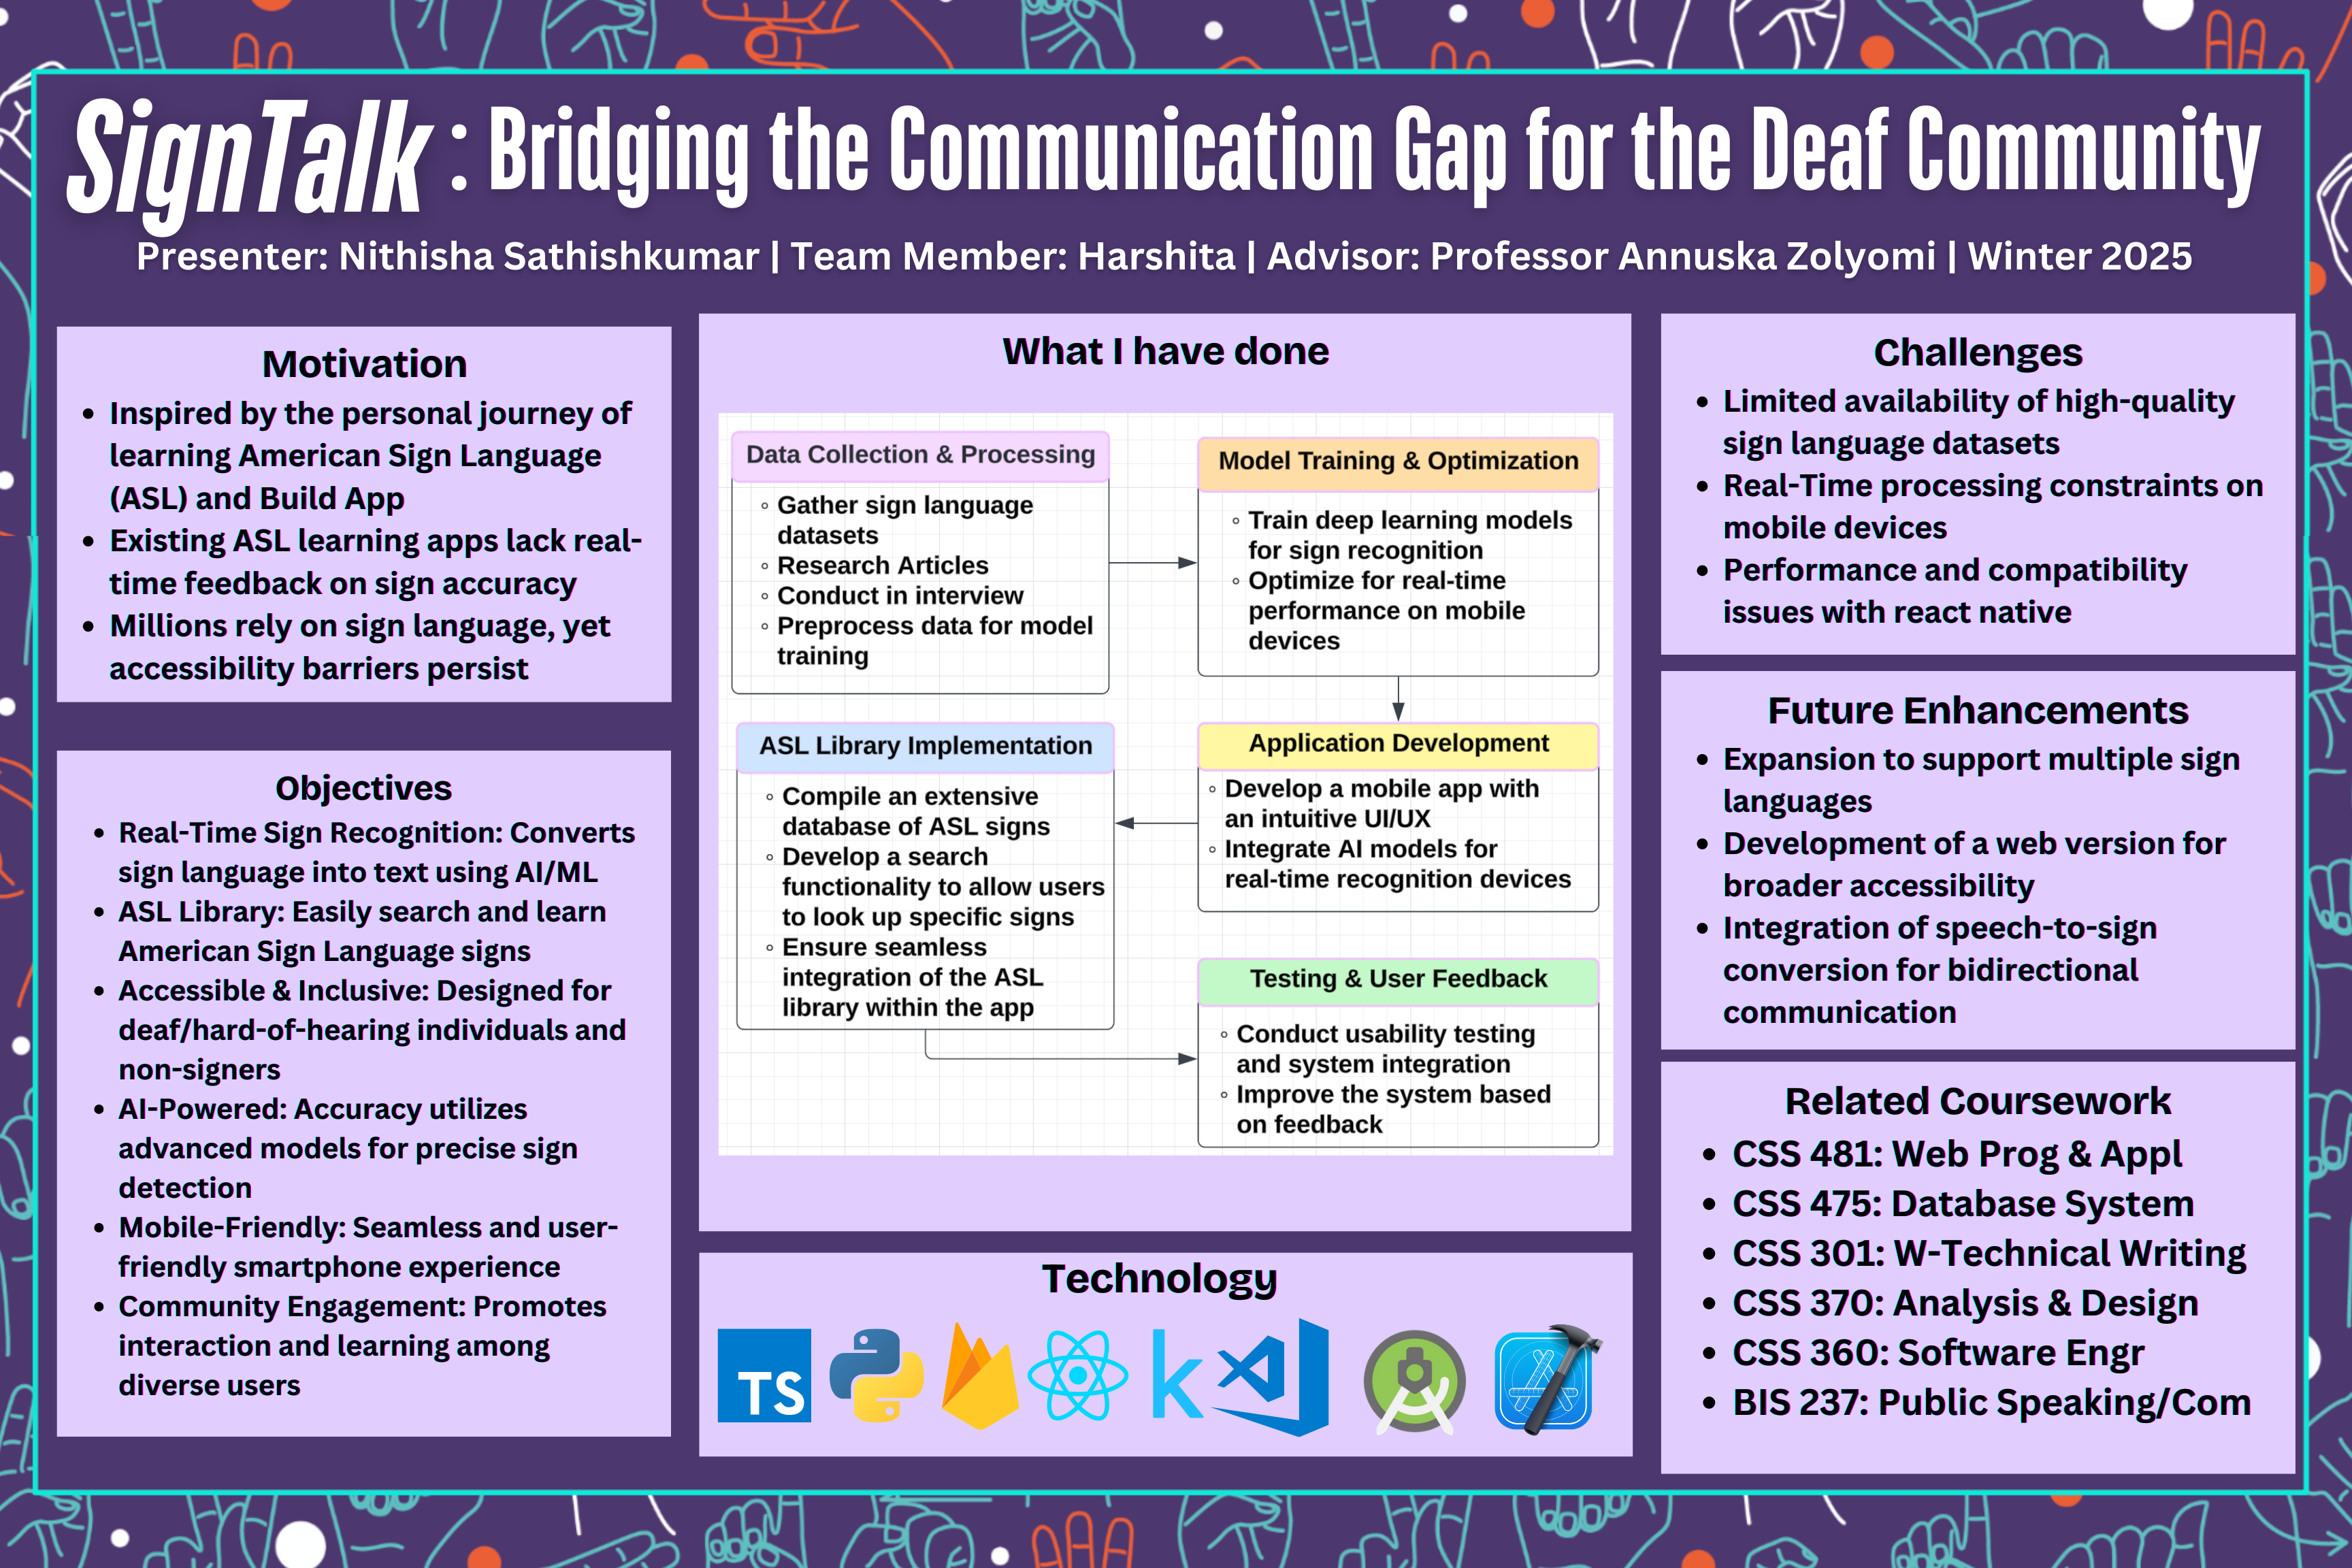 SignTalk : Bridging the Communication Gap for the Deaf Community
Presenter: Nithisha Sathishkumar | Team Member: Harshita | Advisor: Professor Annuska Zolyomi | Winter 2025
Motivation
• Inspired by the personal journey of
learning American Sign Language
(ASL) and Build App
• Existing ASL learning apps lack real-
time feedback on sign accuracy
• Millions rely on sign language, yet
accessibility barriers persist
Objectives
• Real-Time Sign Recognition: Converts
sign language into text using AI/ML
• ASL Library: Easily search and learn
American Sign Language signs
• Accessible & Inclusive: Designed for
deaf/hard-of-hearing individuals and
non-signers
• AI-Powered: Accuracy utilizes
advanced models for precise sign
detection
• Mobile-Friendly: Seamless and user-
friendly smartphone experience
• Community Engagement: Promotes
interaction and learning among
diverse users
What I have done
Data Collection & Processing
◦ Gather sign language
datasets
◦ Research Articles
◦ Conduct in interview
◦ Preprocess data for model
training
Model Training & Optimization
◦ Train deep learning models
for sign recognition
◦ Optimize for real-time
performance on mobile
devices
Application Development
◦ Develop a mobile app with
an intuitive UI/UX
◦ Integrate AI models for
real-time recognition devices
ASL Library Implementation
◦ Compile an extensive
database of ASL signs
◦ Develop a search
functionality to allow users
to look up specific signs
◦ Ensure seamless
integration of the ASL
library within the app
Testing & User Feedback
◦ Conduct usability testing
and system integration
◦ Improve the system based
on feedback
Technology
TS
k
Challenges
• Limited availability of high-quality
sign language datasets
• Real-Time processing constraints on
mobile devices
• Performance and compatibility
issues with react native
Future Enhancements
• Expansion to support multiple sign
languages
• Development of a web version for
broader accessibility
• Integration of speech-to-sign
conversion for bidirectional
communication
Related Coursework
• CSS 481: Web Prog & Appl
• CSS 475: Database System
• CSS 301: W-Technical Writing
• CSS 370: Analysis & Design
• CSS 360: Software Engr
• BIS 237: Public Speaking/Com